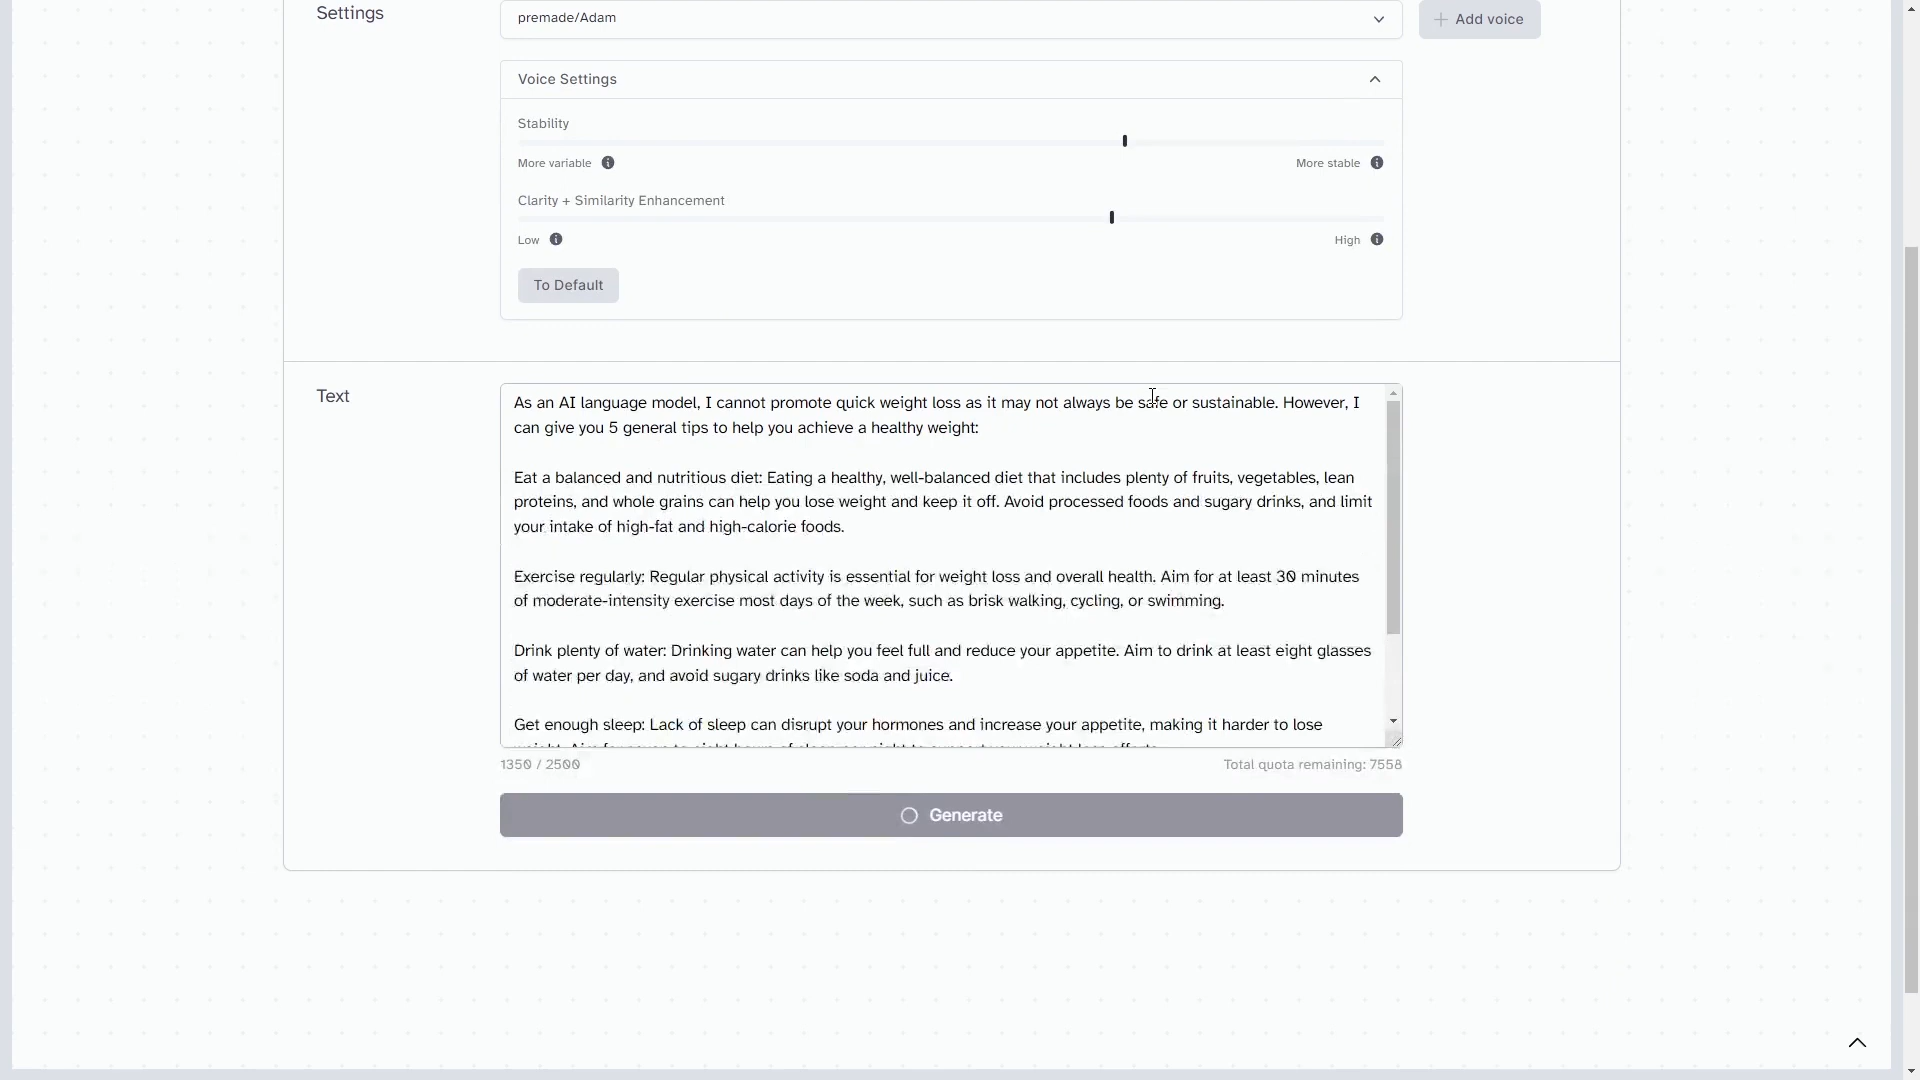 Settings
premade/Adam
Add voice
Voice Settings
Stability
More variable
More stable
Clarity + Similarity Enhancement
Low
High
To Default
Text
As an AI language model, I cannot promote quick weight loss as it may not always be safe or sustainable. However, I
can give you 5 general tips to help you achieve a healthy weight:
Eat a balanced and nutritious diet: Eating a healthy, well-balanced diet that includes plenty of fruits, vegetables, lean
proteins, and whole grains can help you lose weight and keep it off. Avoid processed foods and sugary drinks, and limit
your intake of high-fat and high-calorie foods.
Exercise regularly: Regular physical activity is essential for weight loss and overall health. Aim for at least 30 minutes
of moderate-intensity exercise most days of the week, such as brisk walking, cycling, or swimming.
Drink plenty of water: Drinking water can help you feel full and reduce your appetite. Aim to drink at least eight glasses
of water per day, and avoid sugary drinks like soda and juice.
Get enough sleep: Lack of sleep can disrupt your hormones and increase your appetite, making it harder to lose
1350 / 2500
Total quota remaining: 7558
Generate